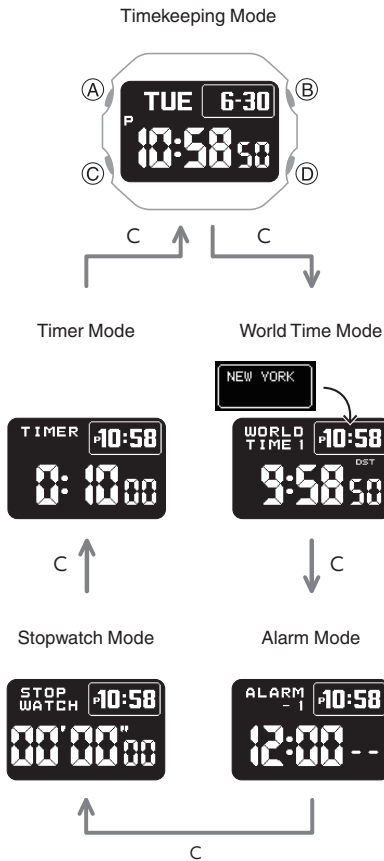 Timekeeping Mode
A
B
TUE 6-30
P 10:58 50
C
D
C
C
Timer Mode
World Time Mode
NEW YORK
TIMER P10:58
0: 10 00
WORLD TIME 1 P10:58
DST
9:58 50
C
C
Stopwatch Mode
Alarm Mode
STOP WATCH P10:58
00'00"00
ALARM -1 P10:58
12:00--
C